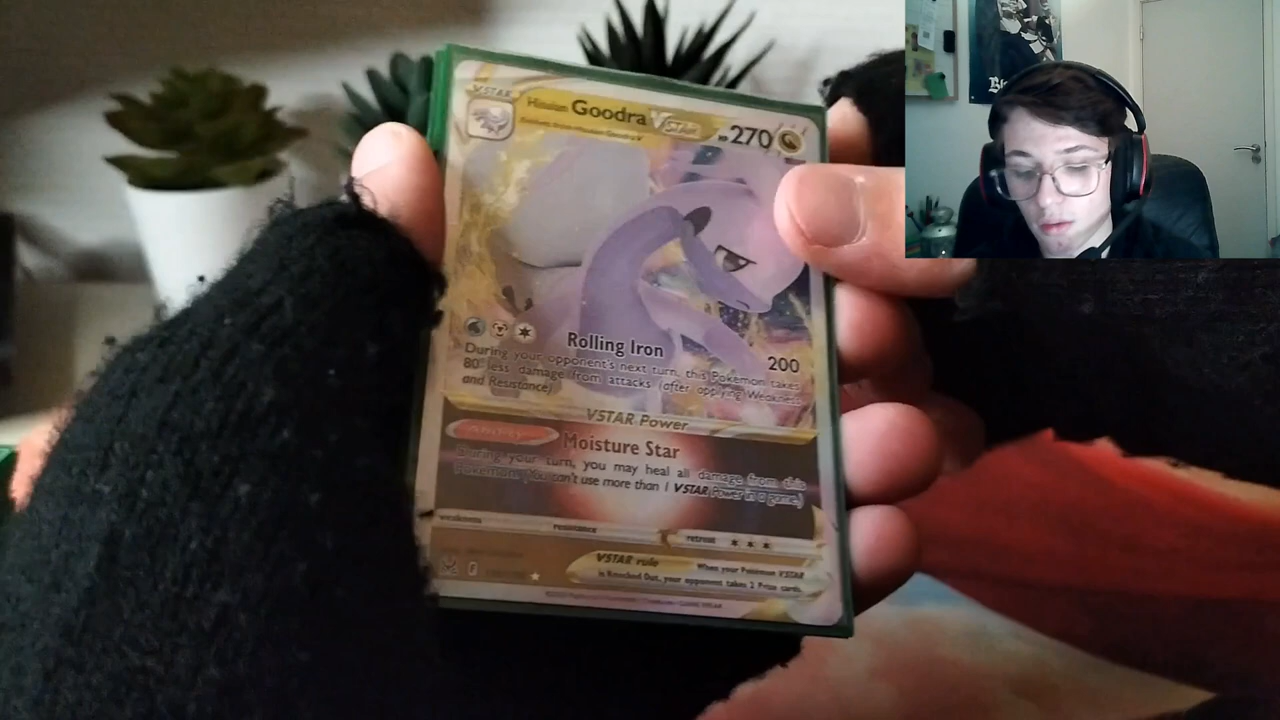 VSTAR
Hisuian Goodra VSTAR
HP 270
Rolling Iron
200
During your opponent's next turn, this Pokémon takes
80 less damage from attacks (after applying Weakness
and Resistance)
VSTAR Power
Ability
Moisture Star
During your turn, you may heal all damage from this
Pokémon. (You can't use more than 1 VSTAR Power in a game.)
weakness
resistance
retreat
VSTAR rule
When your Pokémon VSTAR
is Knocked Out, your opponent takes 2 Prize cards.
F